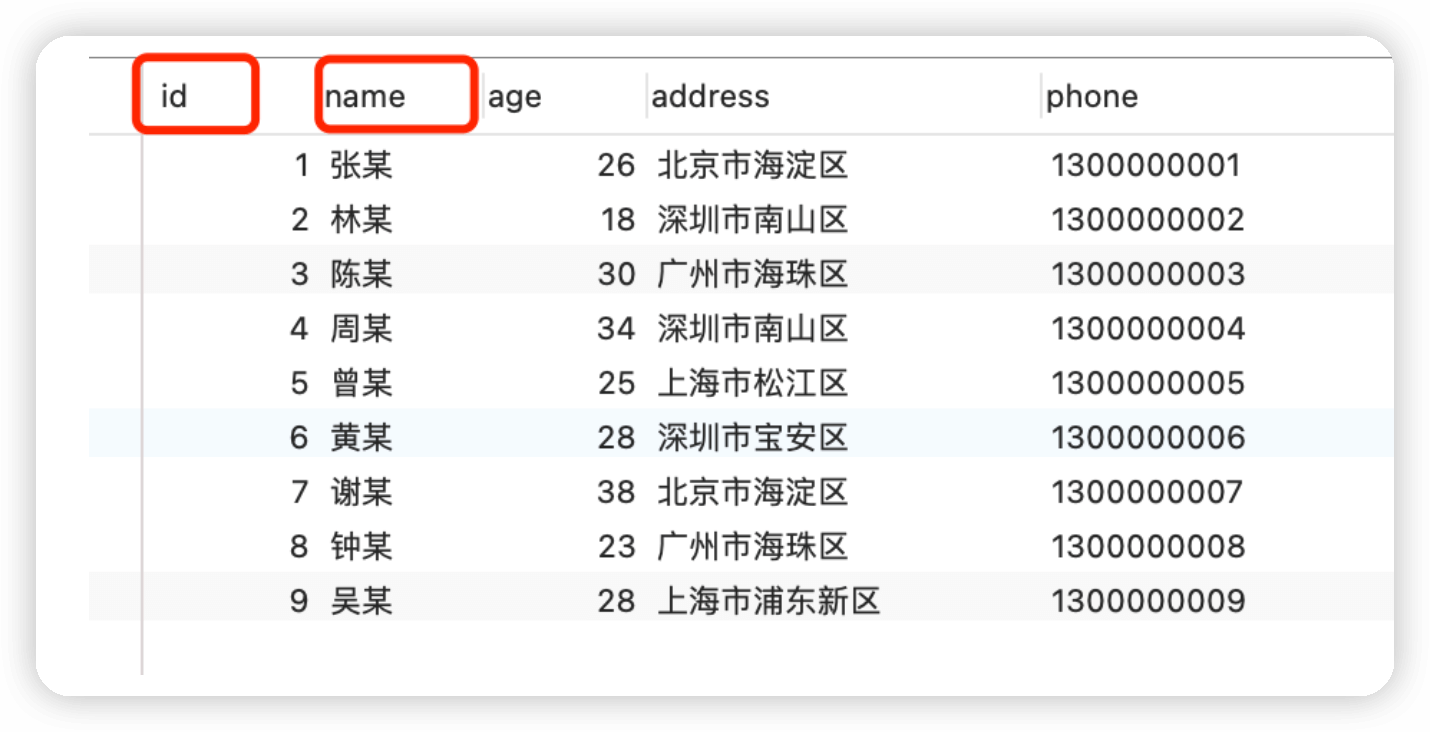 id name age address phone
1 张某 26 北京市海淀区 1300000001
2 林某 18 深圳市南山区 1300000002
3 陈某 30 广州市海珠区 1300000003
4 周某 34 深圳市南山区 1300000004
5 曾某 25 上海市松江区 1300000005
6 黄某 28 深圳市宝安区 1300000006
7 谢某 38 北京市海淀区 1300000007
8 钟某 23 广州市海珠区 1300000008
9 吴某 28 上海市浦东新区 1300000009